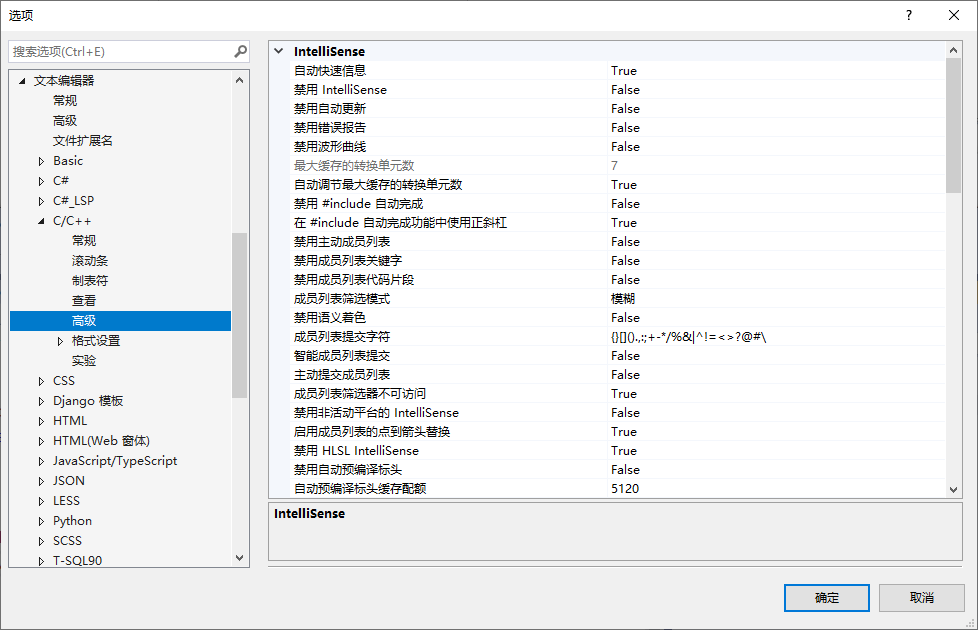 选项
?
搜索选项(Ctrl+E)
文本编辑器
常规
高级
文件扩展名
Basic
C#
C#_LSP
C/C++
常规
滚动条
制表符
查看
高级
格式设置
实验
CSS
Django 模板
HTML
HTML(Web 窗体)
JavaScript/TypeScript
JSON
LESS
Python
SCSS
T-SQL90
IntelliSense
自动快速信息 True
禁用 IntelliSense False
禁用自动更新 False
禁用错误报告 False
禁用波形曲线 False
最大缓存的转换单元数 7
自动调节最大缓存的转换单元数 True
禁用 #include 自动完成 False
在 #include 自动完成功能中使用正斜杠 True
禁用主动成员列表 False
禁用成员列表关键字 False
禁用成员列表代码片段 False
成员列表筛选模式 模糊
禁用语义着色 False
成员列表提交字符 {}[]().,:;+-*/%&|^!=<>?@#\
智能成员列表提交 False
主动提交成员列表 False
成员列表筛选器不可访问 True
禁用非活动平台的 IntelliSense False
启用成员列表的点到箭头替换 True
禁用 HLSL IntelliSense True
禁用自动预编译标头 False
自动预编译标头缓存配额 5120
IntelliSense
确定
取消